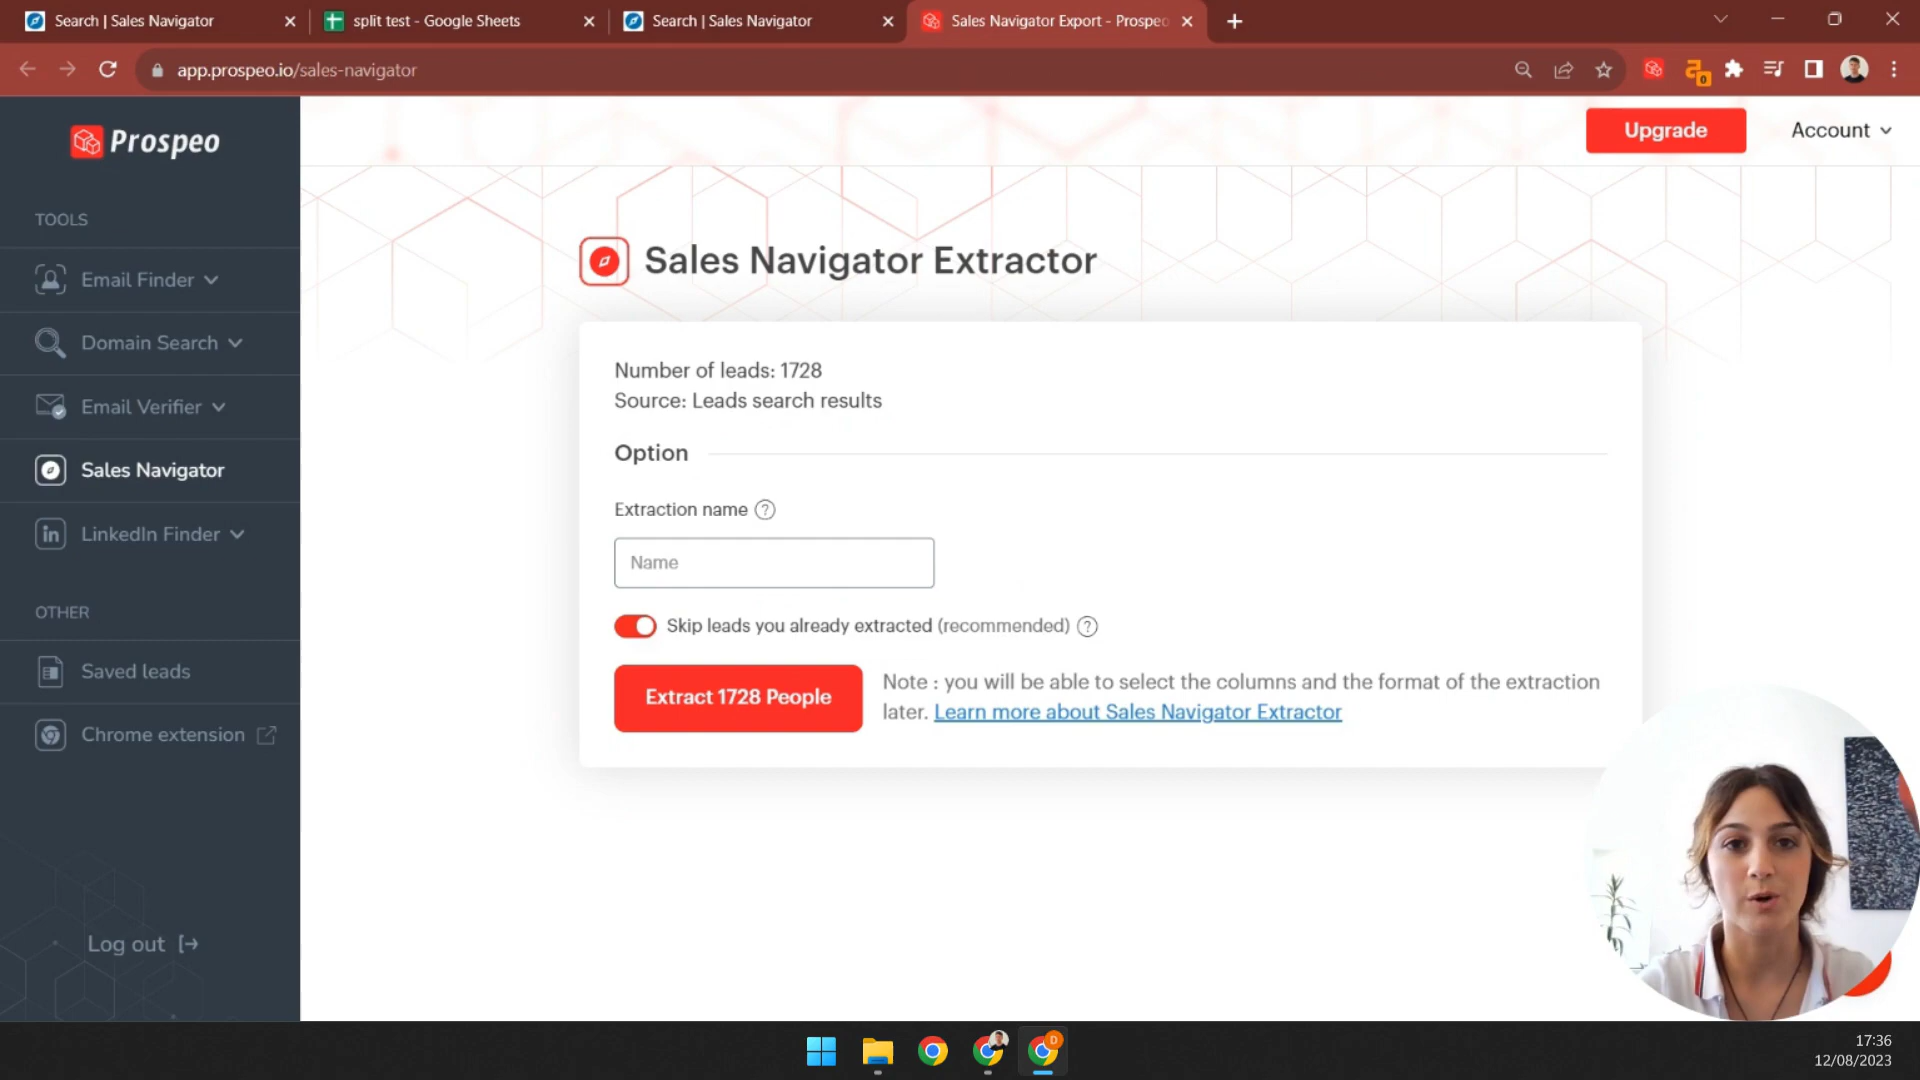 Search | Sales Navigator
split test - Google Sheets
Search | Sales Navigator
Sales Navigator Export - Prospeo
app.prospeo.io/sales-navigator
0
Prospeo
Upgrade
Account
TOOLS
Email Finder
Domain Search
Email Verifier
Sales Navigator
in
LinkedIn Finder
OTHER
Saved leads
Chrome extension
Log out
Sales Navigator Extractor
Number of leads: 1728
Source: Leads search results
Option
Extraction name ?
Name
Skip leads you already extracted (recommended) ?
Extract 1728 People
Note : you will be able to select the columns and the format of the extraction
later. Learn more about Sales Navigator Extractor
D
17:36
12/08/2023